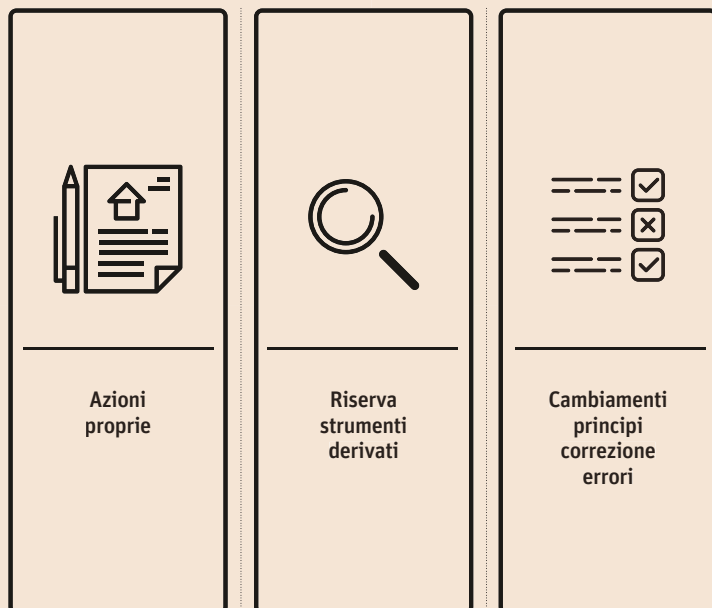 Azioni
proprie
Riserva
strumenti
derivati
Cambiamenti
principi
correzione
errori